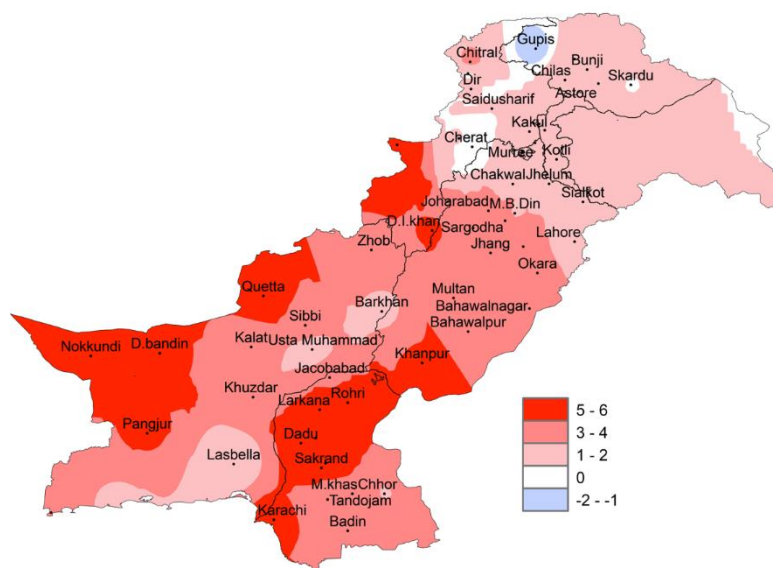 Gupis
Chitral
Bunji
Chilas
Skardu
Dir
Astore
Saidusharif
Kakul
Cherat
Murree
Kotli
Chakwal
Jhelum
Sialkot
Joharabad
M.B.Din
D.I.khan
Sargodha
Lahore
Zhob
Jhang
Okara
Quetta
Multan
Barkhan
Bahawalnagar
Sibbi
Bahawalpur
Nokkundi
D.bandin
Kalat
Usta Muhammad
Khanpur
Jacobabad
Khuzdar
Rohri
Larkana
Pangjur
Dadu
Lasbella
Sakrand
M.khas
Chhor
Tandojam
Karachi
Badin
5 - 6
3 - 4
1 - 2
0
-2 - -1